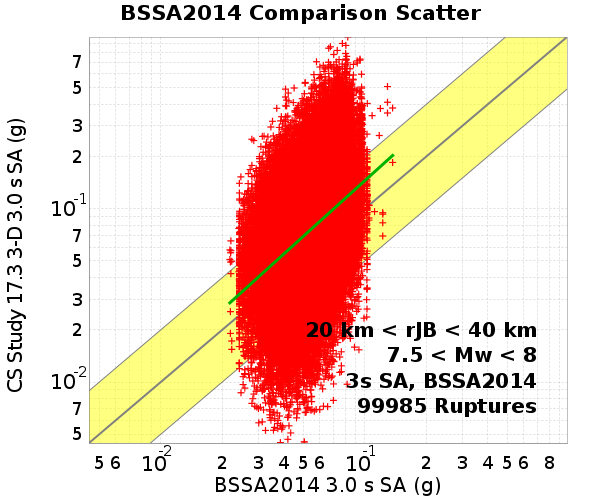 BSSA2014 Comparison Scatter
CS Study 17.3 3-D 3.0 s SA (g)
7
5
3
2
10-1
7
5
3
2
10-2
7
5
20 km < rJB < 40 km
7.5 < Mw < 8
3s SA, BSSA2014
99985 Ruptures
5 6 10-2 2 3 4 5 6 10-1 2 3 4 5 6 8
BSSA2014 3.0 s SA (g)